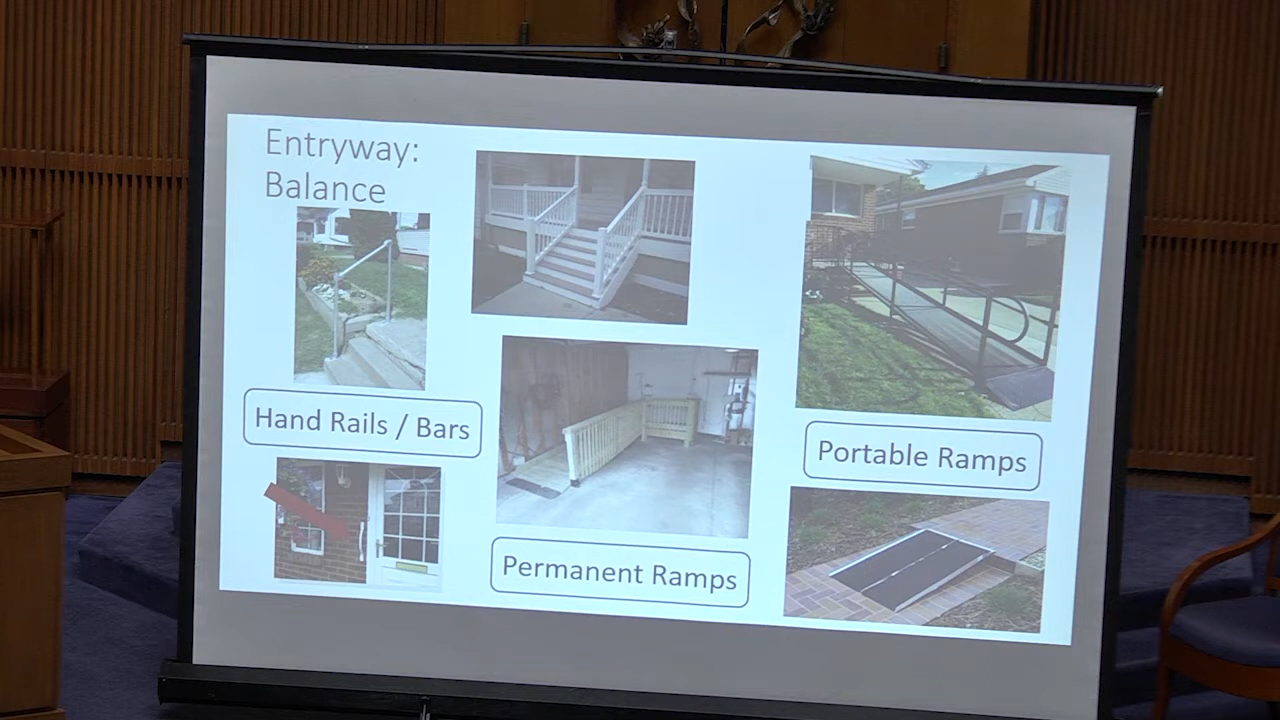 Entryway:
Balance
Hand Rails / Bars
Permanent Ramps
Portable Ramps